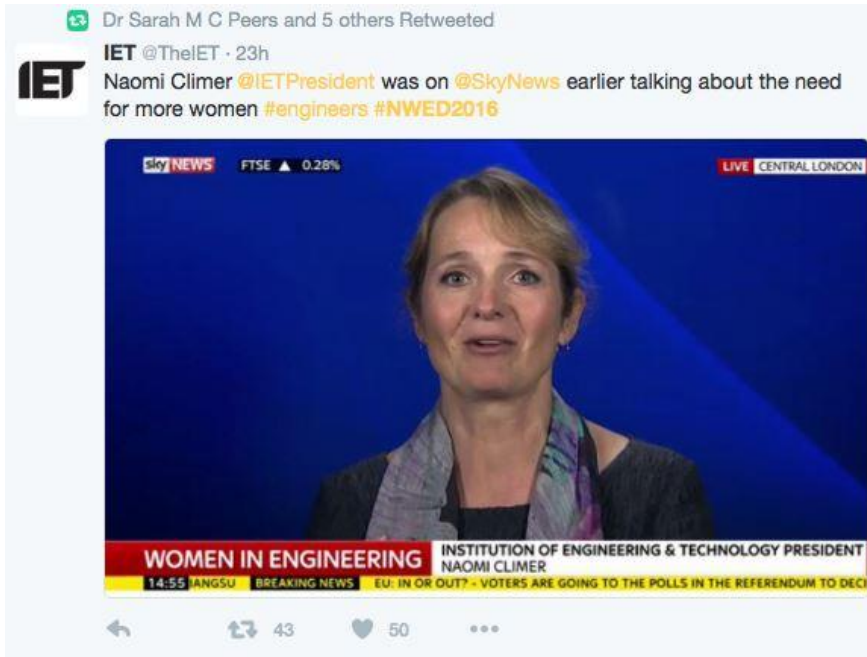 Dr Sarah M C Peers and 5 others Retweeted
IET
IET @TheIET · 23h
Naomi Climer @IETPresident was on @SkyNews earlier talking about the need
for more women #engineers #NWED2016
sky NEWS FTSE ▲ 0.28%
LIVE CENTRAL LONDON
WOMEN IN ENGINEERING
INSTITUTION OF ENGINEERING & TECHNOLOGY PRESIDENT
NAOMI CLIMER
14:55 IANGSU BREAKING NEWS EU: IN OR OUT? - VOTERS ARE GOING TO THE POLLS IN THE REFERENDUM TO DECI
43 50